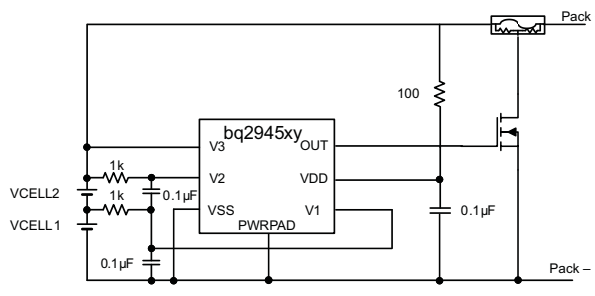 Pack
100
bq2945xy
V3 OUT
1k
V2 VDD
VCELL2 1k 0.1µF
VSS V1 0.1µF
VCELL1
PWRPAD
0.1µF
Pack –